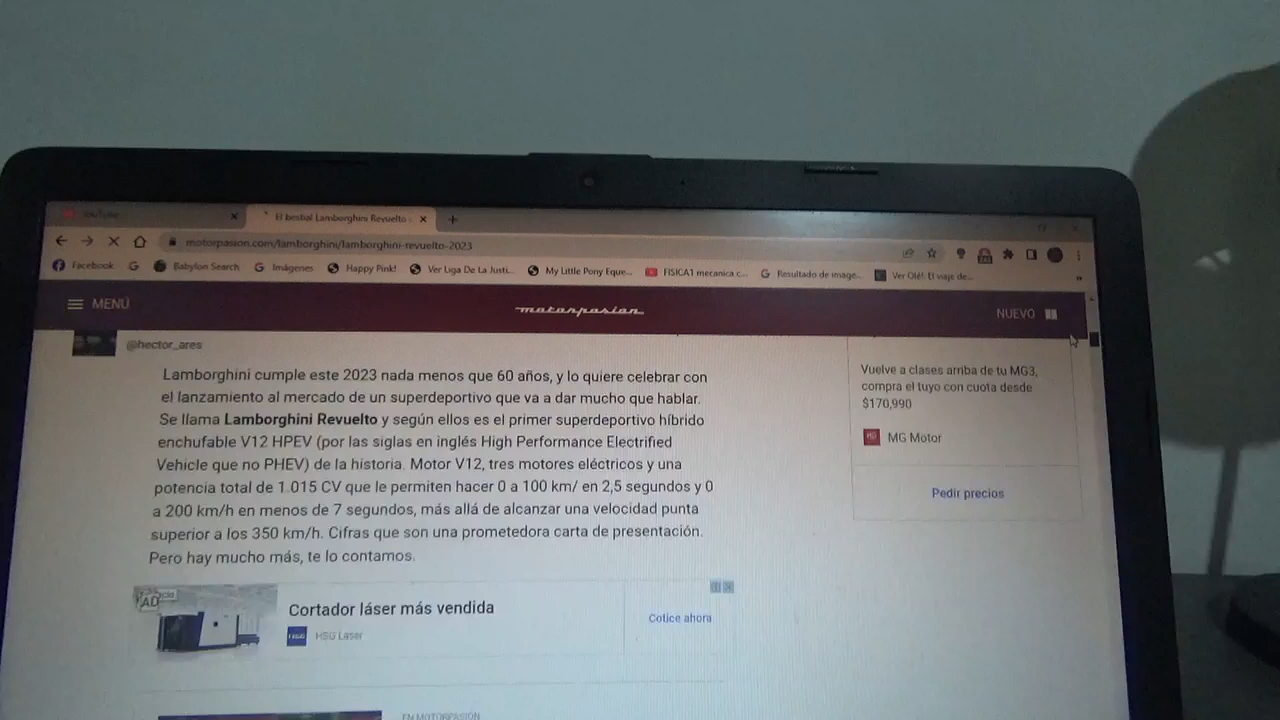 YouTube
El bestial Lamborghini Revuelto
motorpasion.com/lamborghini/lamborghini-revuelto-2023
Facebook
Babylon Search
Imágenes
Happy Pink!
Ver Liga De La Justi...
My Little Pony Eque...
FISICA1 mecanica c...
Resultado de image...
Ver Olé!: El viaje de...
»
MENÚ
motorpasion
NUEVO
@hector_ares
Lamborghini cumple este 2023 nada menos que 60 años, y lo quiere celebrar con
el lanzamiento al mercado de un superdeportivo que va a dar mucho que hablar.
Se llama Lamborghini Revuelto y según ellos es el primer superdeportivo híbrido
enchufable V12 HPEV (por las siglas en inglés High Performance Electrified
Vehicle que no PHEV) de la historia. Motor V12, tres motores eléctricos y una
potencia total de 1.015 CV que le permiten hacer 0 a 100 km/ en 2,5 segundos y 0
a 200 km/h en menos de 7 segundos, más allá de alcanzar una velocidad punta
superior a los 350 km/h. Cifras que son una prometedora carta de presentación.
Pero hay mucho más, te lo contamos.
Vuelve a clases arriba de tu MG3,
compra el tuyo con cuota desde
$170,990
MG Motor
Pedir precios
AD
Cortador láser más vendida
HSG Laser
Cotice ahora
EN MOTORPASIÓN